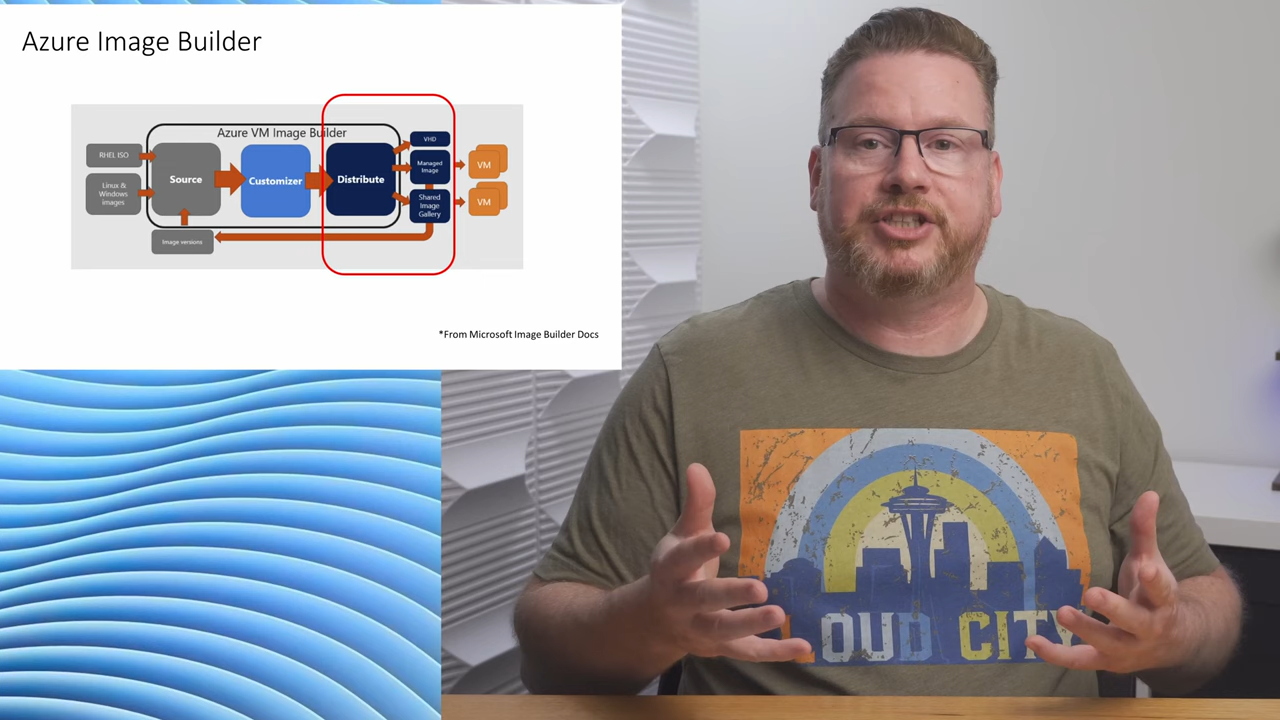 Azure Image Builder
Azure VM Image Builder
RHEL ISO
Linux &
Windows
images
Source
Customizer
Distribute
VHD
Managed
Image
Shared
Image
Gallery
VM
VM
Image versions
*From Microsoft Image Builder Docs
LOUD CITY